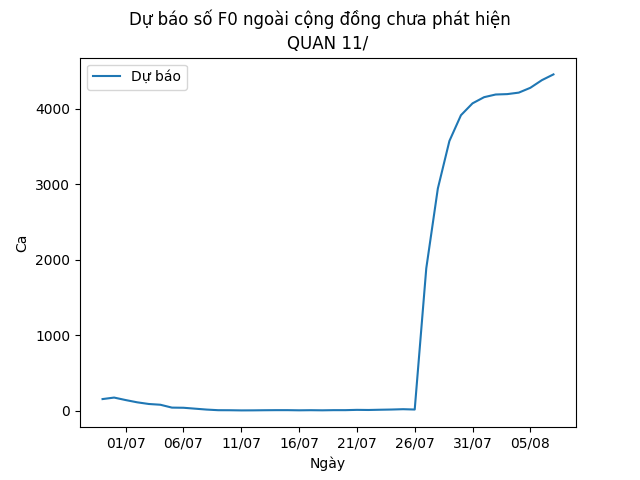 Dự báo số F0 ngoài cộng đồng chưa phát hiện
QUAN 11/
Dự báo
4000
3000
2000
1000
0
Ca
01/07 06/07 11/07 16/07 21/07 26/07 31/07 05/08
Ngày